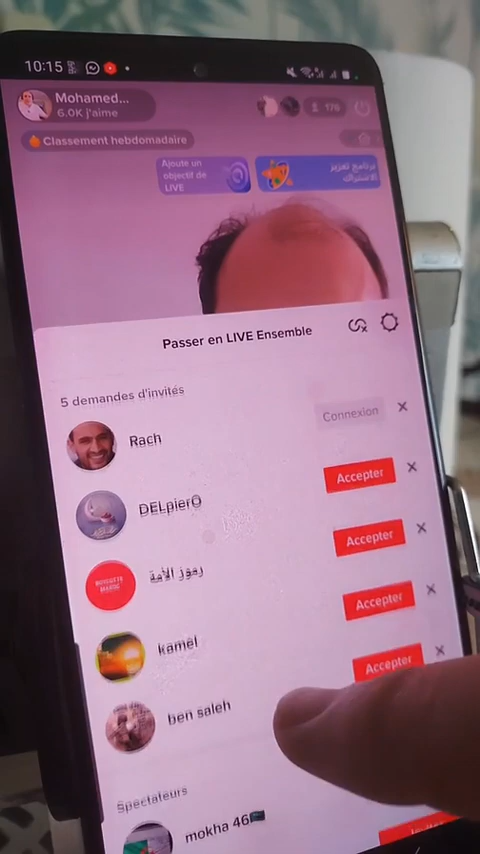 10:15
Mohamed...
6.0K j'aime
176
Classement hebdomadaire
Ajoute un
objectif de
LIVE
برنامج تعزيز
الاشتراك
Passer en LIVE Ensemble
5 demandes d'invités
Rach
Connexion
DELpierO
Accepter
رموز الأمة
Accepter
kamel
Accepter
ben saleh
Accepter
Spectateurs
mokha 46